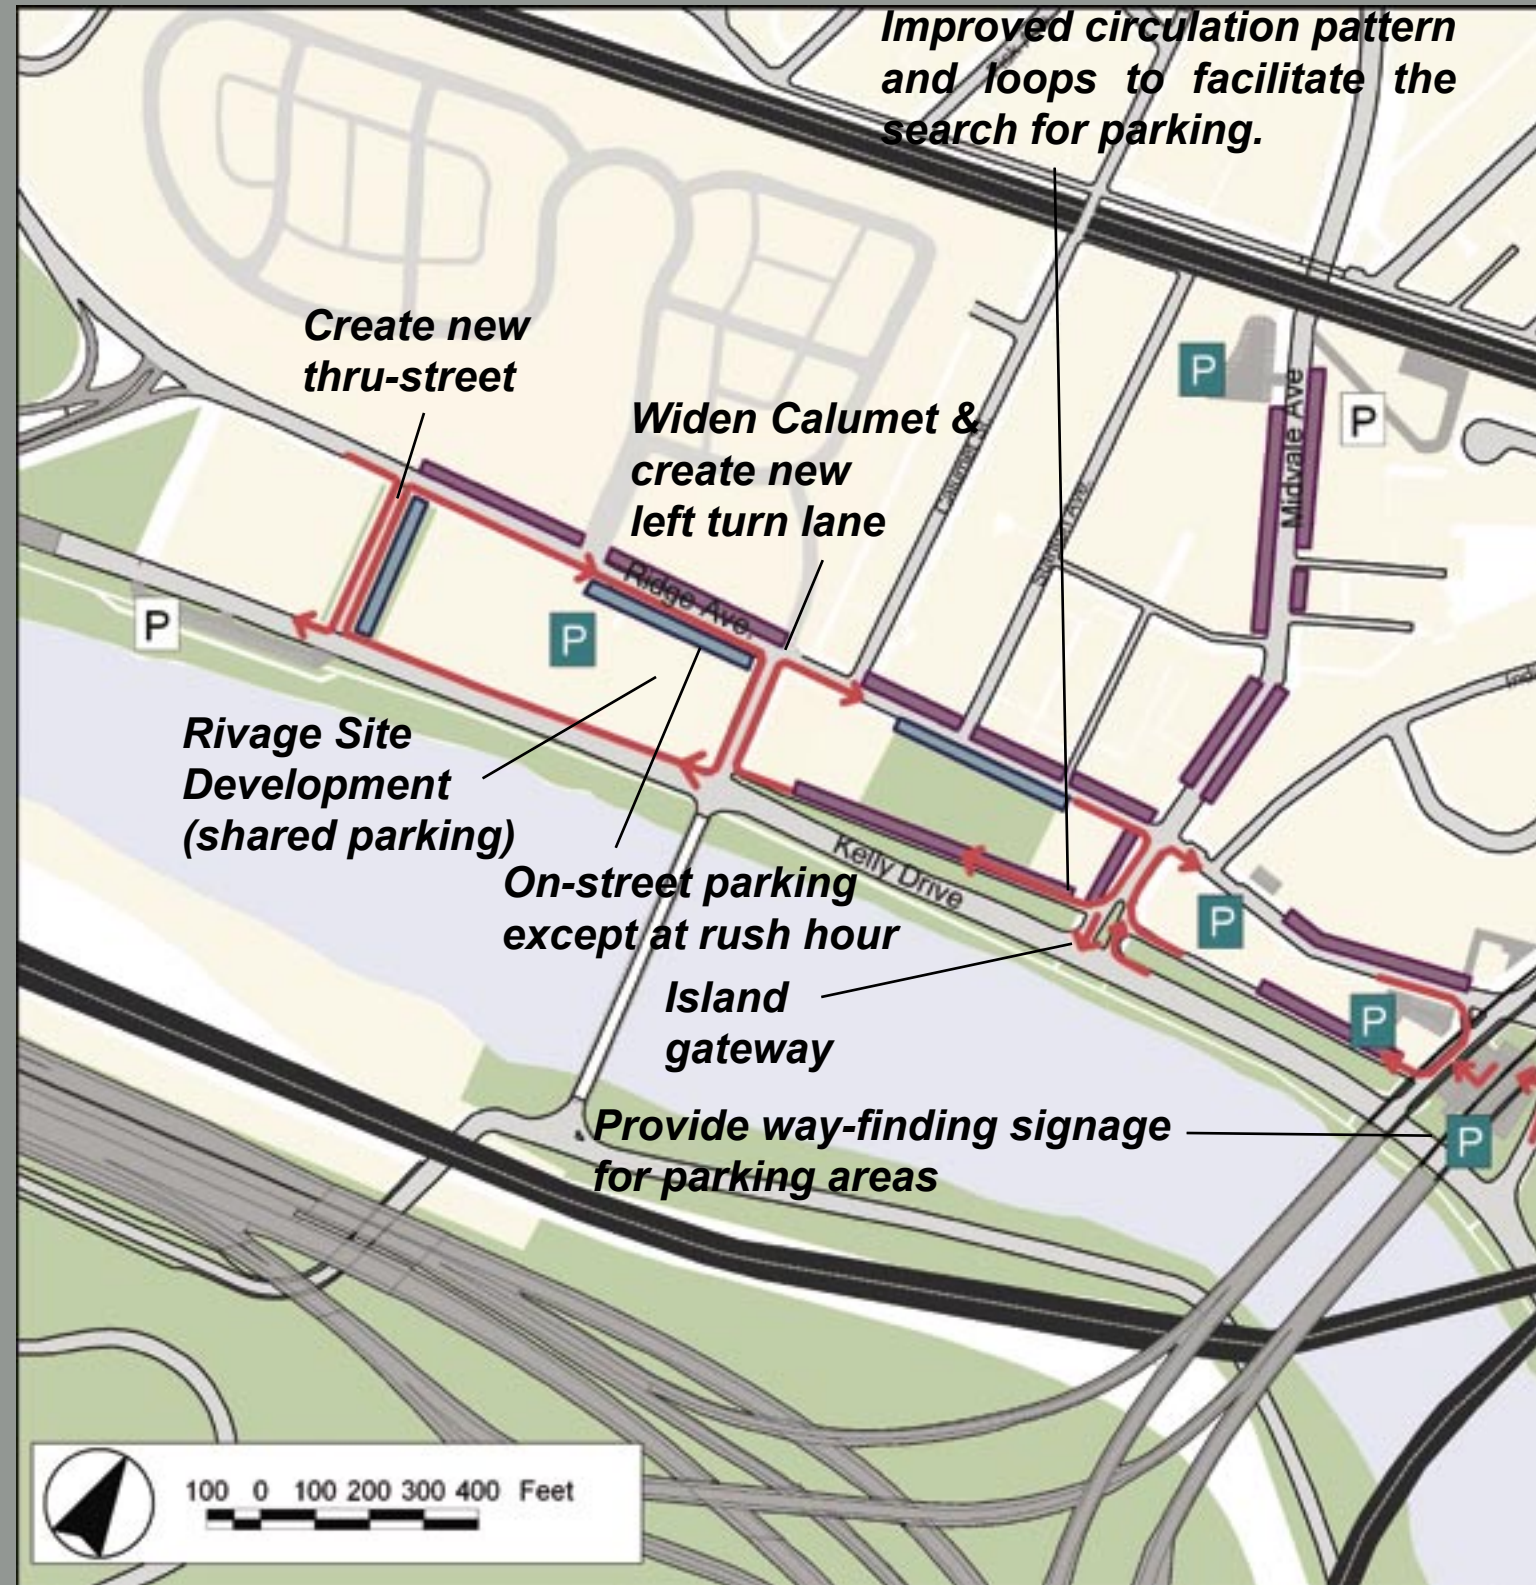 Improved circulation pattern
and loops to facilitate the
search for parking.
Create new
thru-street
Widen Calumet &
create new
left turn lane
Calumet St
Midvale Ave
P
P
Ridge Ave.
P
P
Rivage Site
Development
(shared parking)
On-street parking
except at rush hour
Kelly Drive
P
Island
gateway
P
Provide way-finding signage
for parking areas
P
100 0 100 200 300 400 Feet